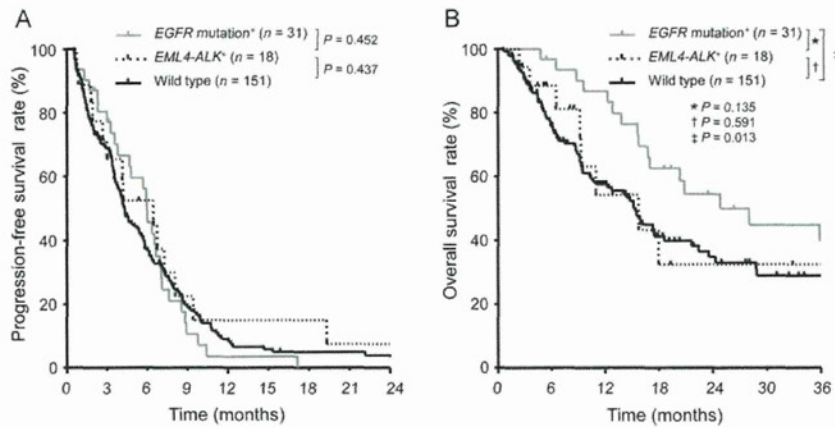 A
EGFR mutation+ (n = 31)
EML4-ALK+ (n = 18)
Wild type (n = 151)
P = 0.452
P = 0.437
Progression-free survival rate (%)
100
80
60
40
20
0
0 3 6 9 12 15 18 21 24
Time (months)
B
EGFR mutation+ (n = 31)
EML4-ALK+ (n = 18)
Wild type (n = 151)
*
†
* P = 0.135
† P = 0.591
‡ P = 0.013
Overall survival rate (%)
100
80
60
40
20
0
0 6 12 18 24 30 36
Time (months)